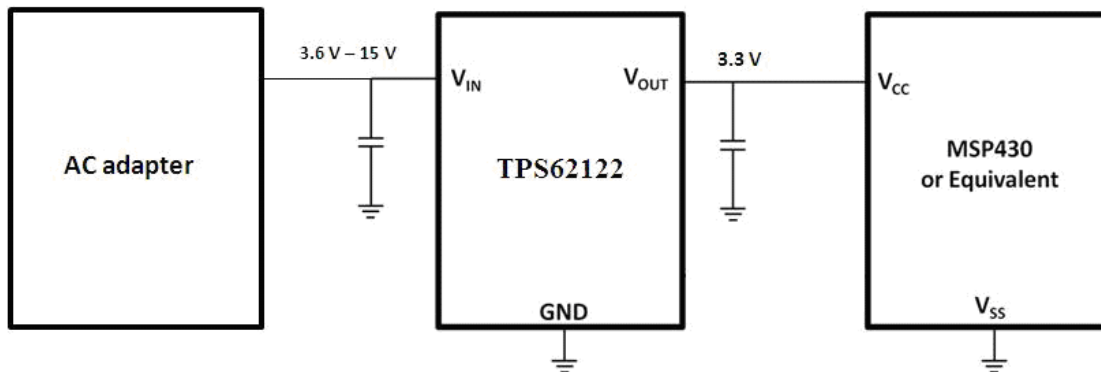 3.6 V – 15 V
3.3 V
AC adapter
V_IN
V_OUT
TPS62122
GND
V_CC
MSP430
or Equivalent
V_SS